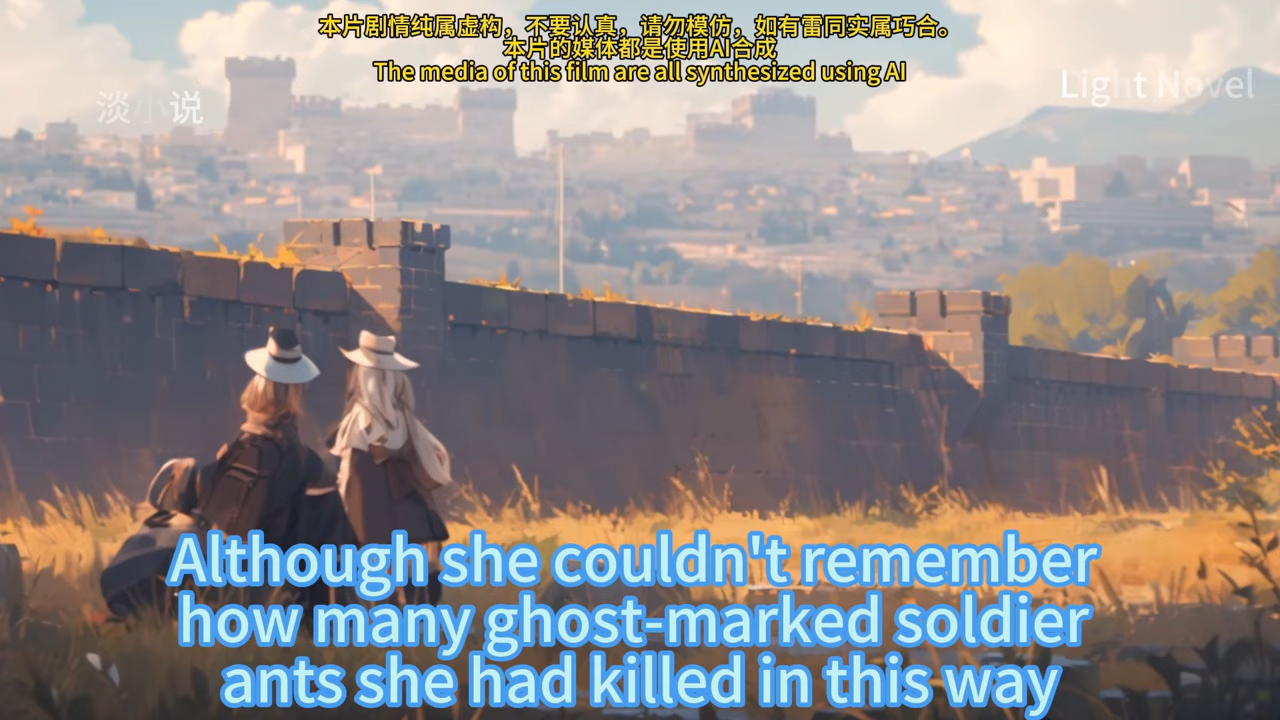 本片剧情纯属虚构，不要认真，请勿模仿，如有雷同实属巧合。
本片的媒体都是使用AI合成
The media of this film are all synthesized using AI
淡小说
Light Novel
Although she couldn't remember
how many ghost-marked soldier
ants she had killed in this way